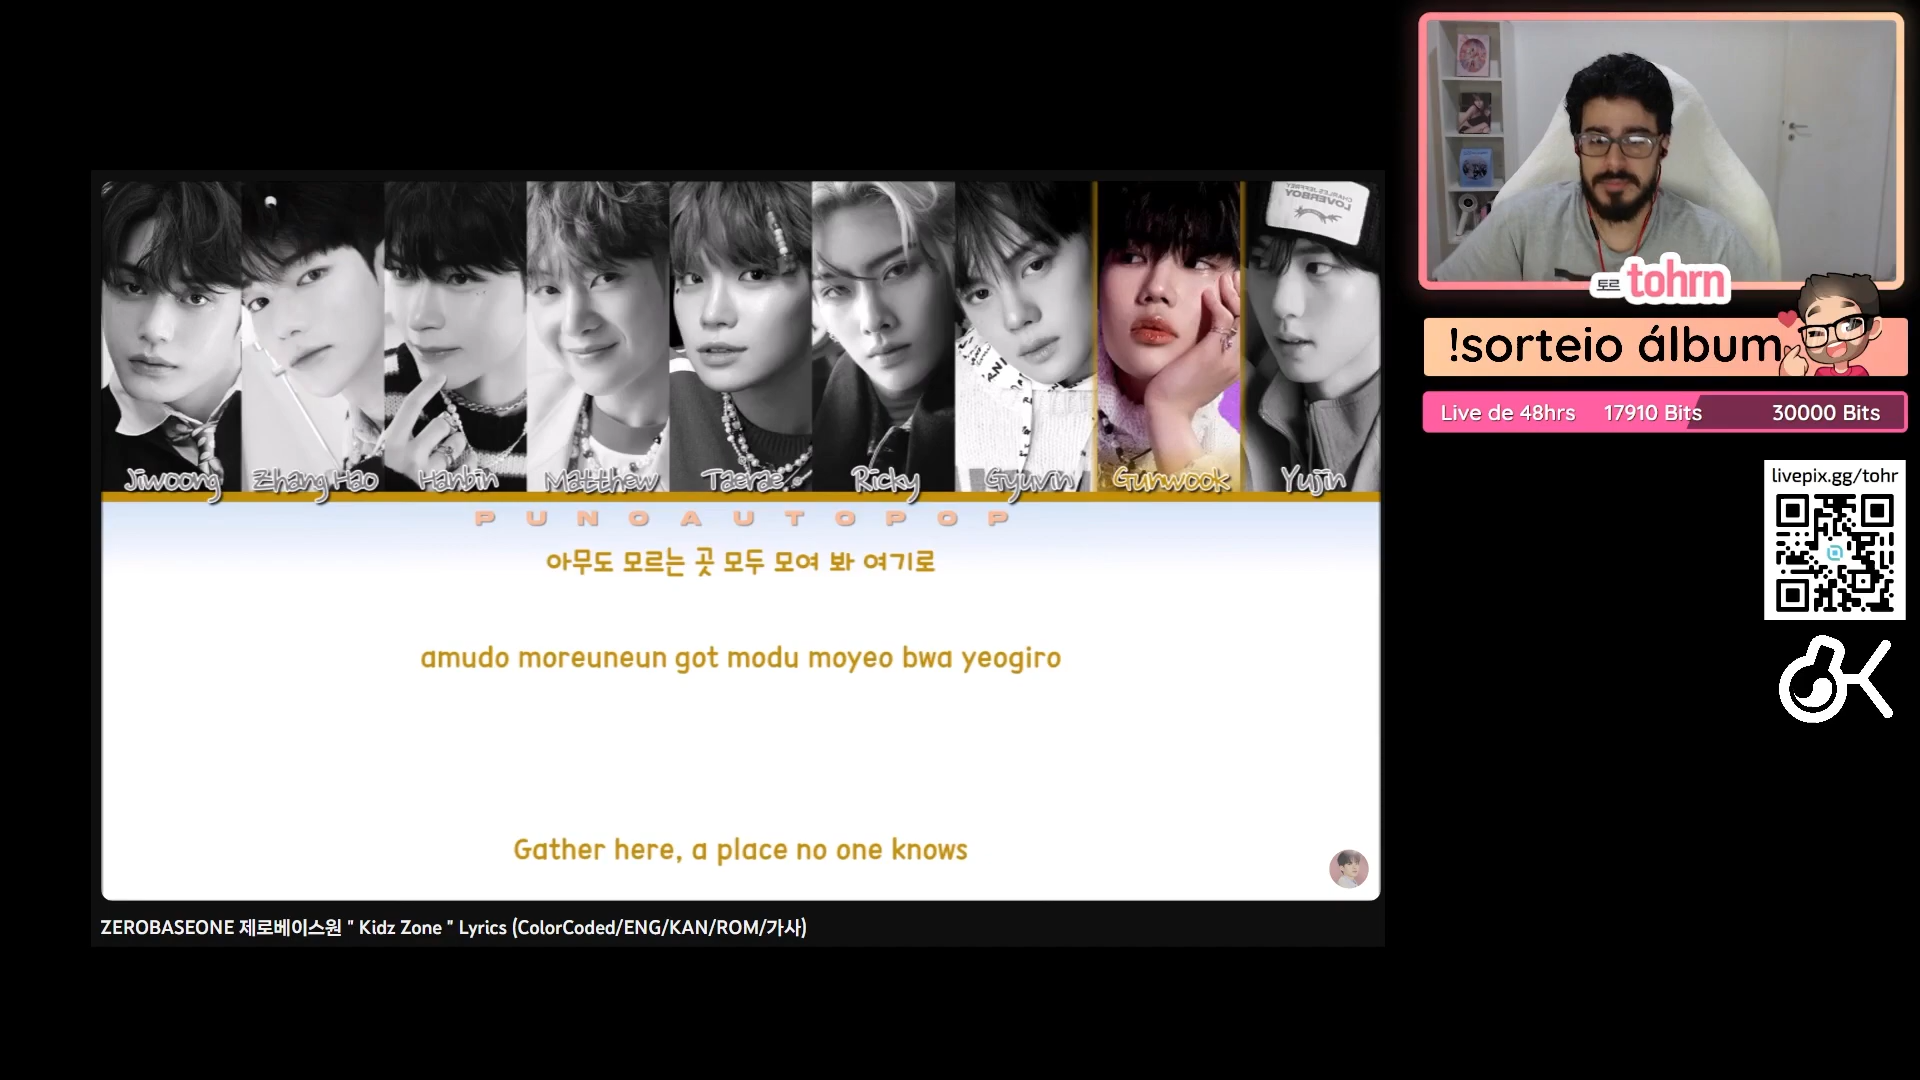 Jiwoong Zhang Hao Hanbin Matthew Taerae Ricky Gyuvin Gunwook Yujin
PUNOAUTOPOP
아무도 모르는 곳 모두 모여 봐 여기로
amudo moreuneun got modu moyeo bwa yeogiro
Gather here, a place no one knows
ZEROBASEONE 제로베이스원 " Kidz Zone " Lyrics (ColorCoded/ENG/KAN/ROM/가사)
토르 tohrn
!sorteio álbum
Live de 48hrs 17910 Bits 30000 Bits
livepix.gg/tohr